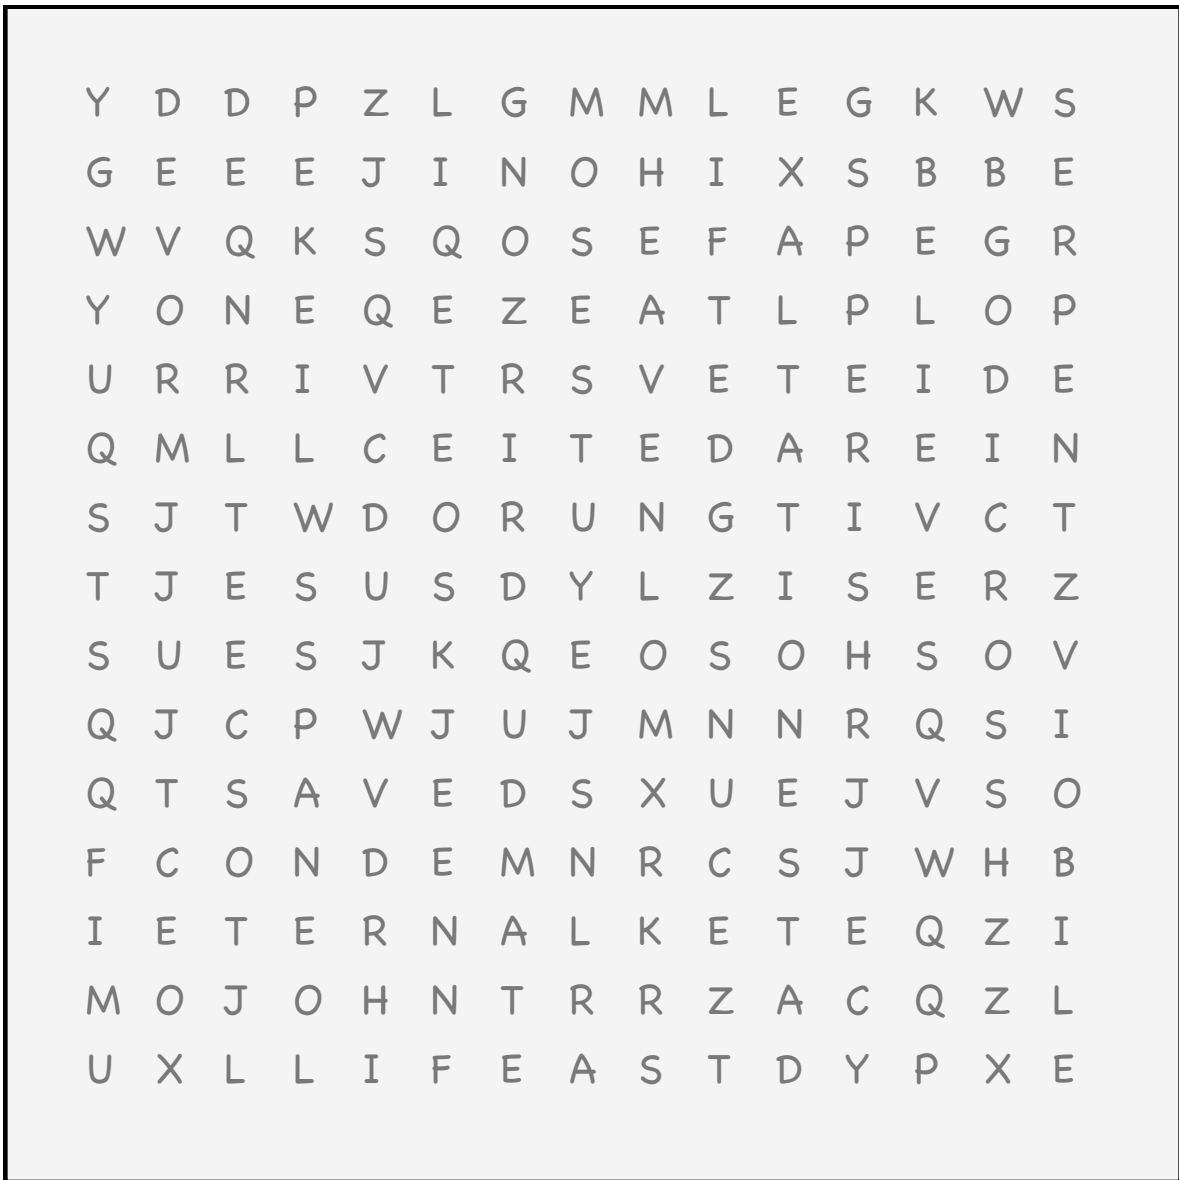 Y D D P Z L G M M L E G K W S
G E E E J I N O H I X S B B E
W V Q K S Q O S E F A P E G R
Y O N E Q E Z E A T L P L O P
U R R I V T R S V E T E I D E
Q M L L C E I T E D A R E I N
S J T W D O R U N G T I V C T
T J E S U S D Y L Z I S E R Z
S U E S J K Q E O S O H S O V
Q J C P W J U J M N N R Q S I
Q T S A V E D S X U E J V S O
F C O N D E M N R C S J W H B
I E T E R N A L K E T E Q Z I
M O J O H N T R R Z A C Q Z L
U X L L I F E A S T D Y P X E